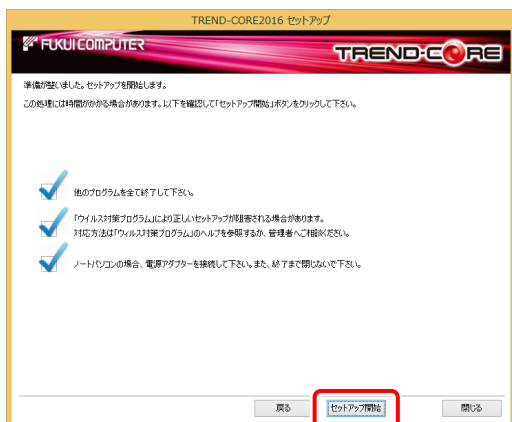 TREND-CORE2016 セットアップ
FUKUI COMPUTER
TREND-CORE
準備が整いました。セットアップを開始します。
この処理には時間がかかる場合があります。以下を確認して「セットアップ開始」ボタンをクリックして下さい。
他のプログラムを全て終了して下さい。
「ウイルス対策プログラム」により正しいセットアップが阻害される場合があります。
対応方法は「ウィルス対策プログラム」のヘルプを参照するか、管理者へご相談ください。
ノートパソコンの場合、電源アダプターを接続して下さい。また、終了まで閉じないで下さい。
戻る
セットアップ開始
閉じる